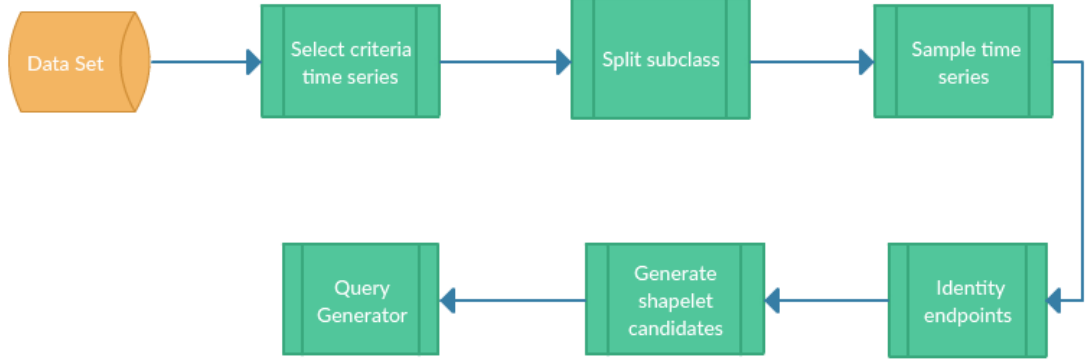 Data Set
Select criteria
time series
Split subclass
Sample time
series
Identity
endpoints
Generate
shapelet
candidates
Query
Generator